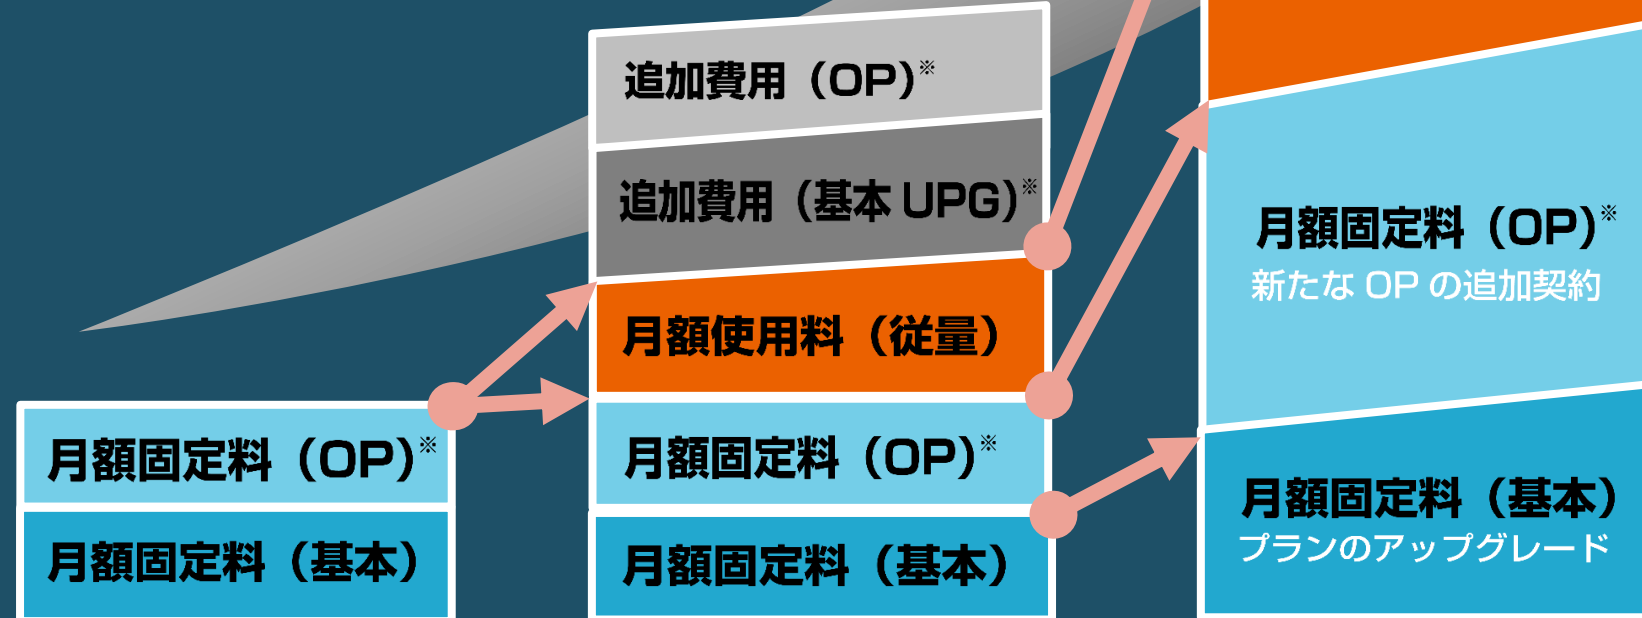 月額固定料（OP）※
月額固定料（基本）
追加費用（OP）※
追加費用（基本 UPG）※
月額使用料（従量）
月額固定料（OP）※
月額固定料（基本）
月額固定料（OP）※
新たな OP の追加契約
月額固定料（基本）
プランのアップグレード